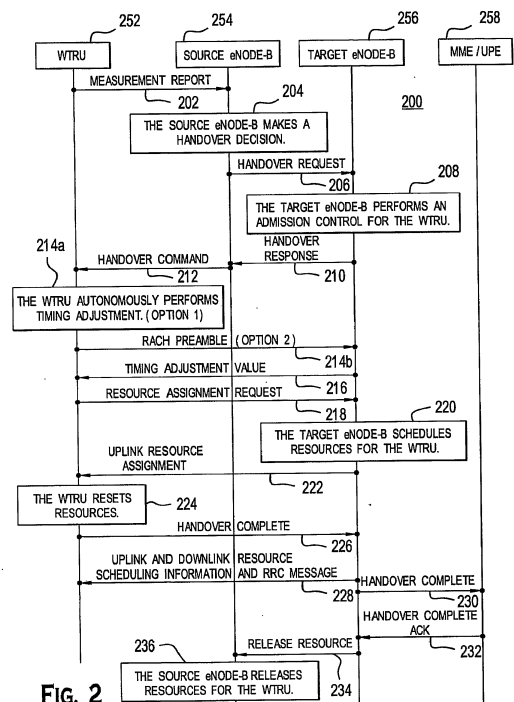 252
254
256
258
WTRU
SOURCE eNODE-B
TARGET eNODE-B
MME / UPE
MEASUREMENT REPORT
202
200
204
THE SOURCE eNODE-B MAKES A
HANDOVER DECISION.
HANDOVER REQUEST
206
208
THE TARGET eNODE-B PERFORMS AN
ADMISSION CONTROL FOR THE WTRU.
HANDOVER
RESPONSE
210
214a
HANDOVER COMMAND
212
THE WTRU AUTONOMOUSLY PERFORMS
TIMING ADJUSTMENT. (OPTION 1)
RACH PREAMBLE (OPTION 2)
214b
TIMING ADJUSTMENT VALUE
216
RESOURCE ASSIGNMENT REQUEST
218
220
THE TARGET eNODE-B SCHEDULES
RESOURCES FOR THE WTRU.
UPLINK RESOURCE
ASSIGNMENT
222
THE WTRU RESETS
RESOURCES.
224
HANDOVER COMPLETE
226
UPLINK AND DOWNLINK RESOURCE
SCHEDULING INFORMATION AND RRC MESSAGE
228
HANDOVER COMPLETE
230
HANDOVER COMPLETE
ACK
232
236
RELEASE RESOURCE
234
THE SOURCE eNODE-B RELEASES
RESOURCES FOR THE WTRU.
FIG. 2